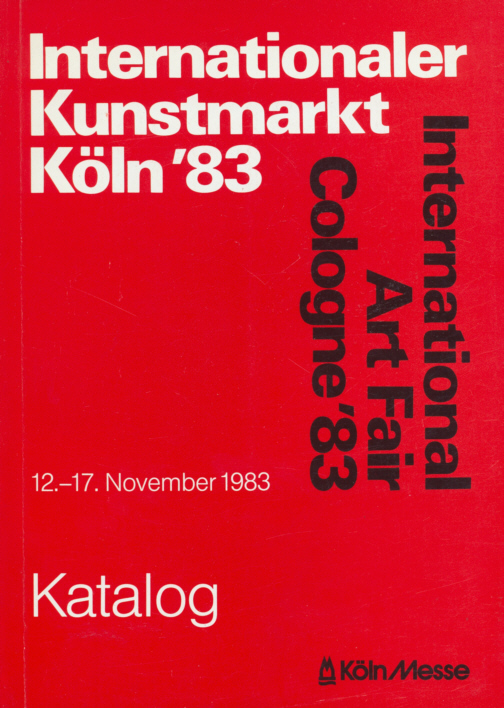 Internationaler
Kunstmarkt
Köln '83
International
Art Fair
Cologne '83
12.–17. November 1983
Katalog
KölnMesse